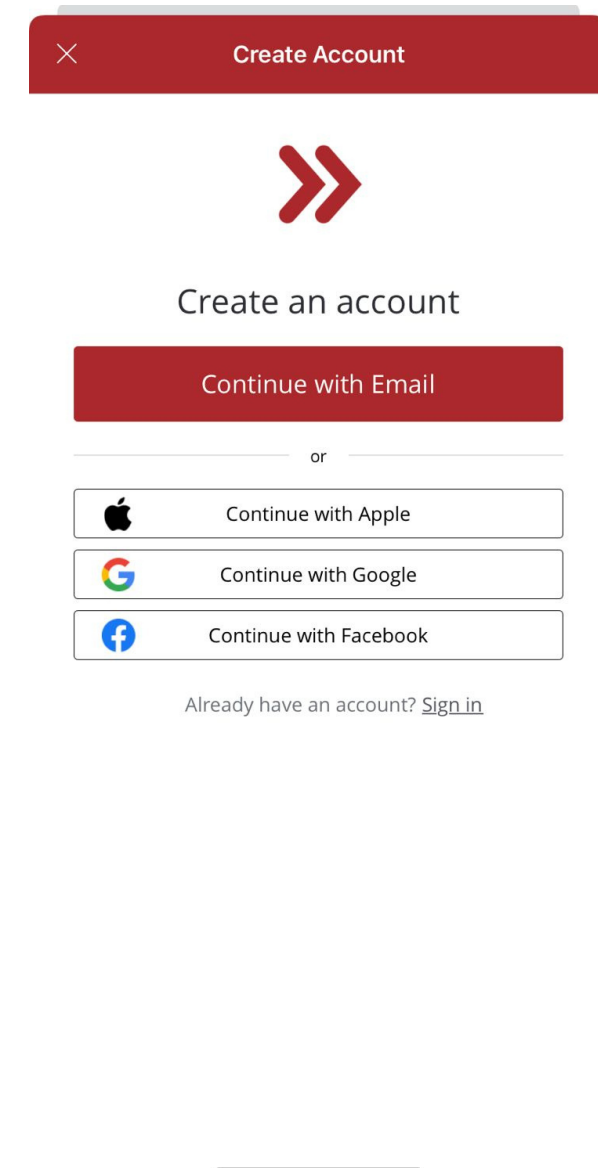 Create Account
Create an account
Continue with Email
or
Continue with Apple
Continue with Google
Continue with Facebook
Already have an account? Sign in